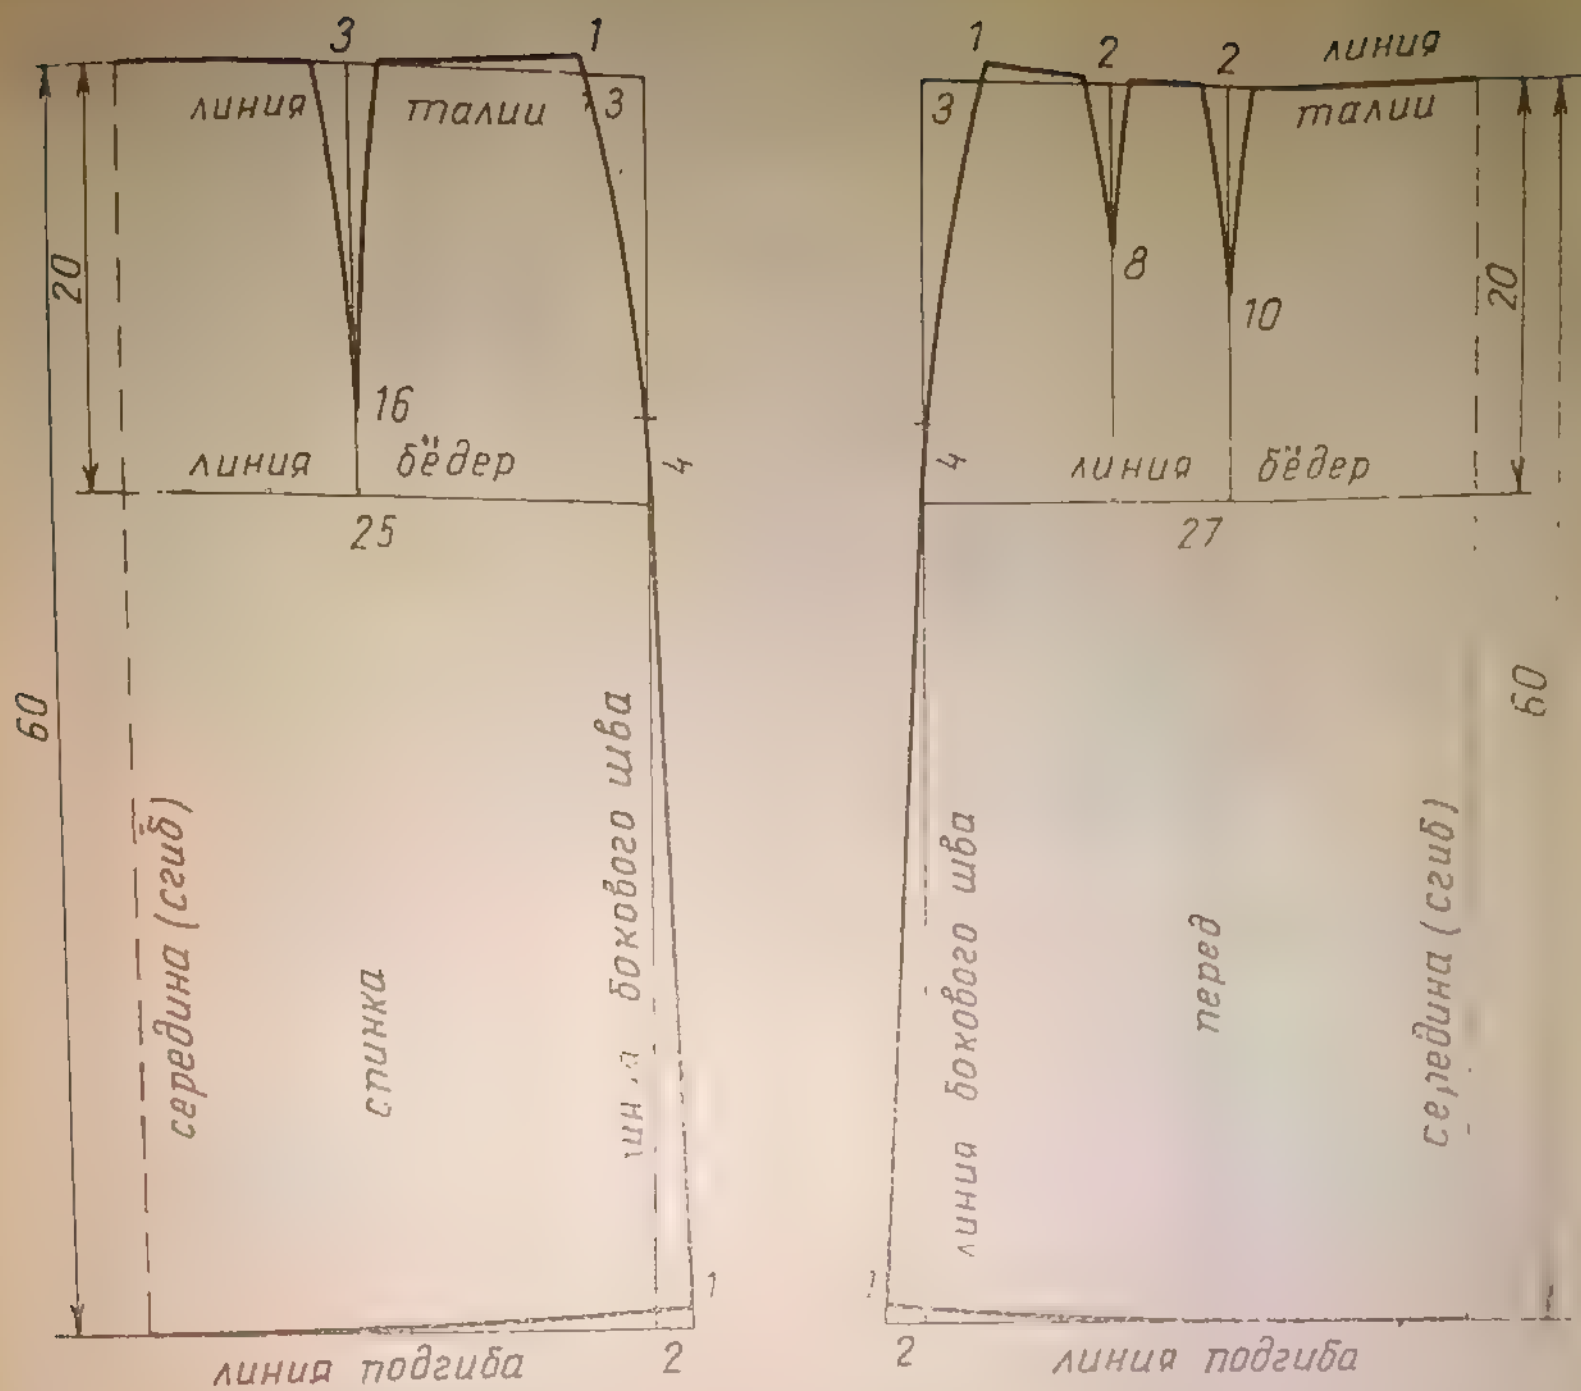 3
1
линия талии
3
20
16
линия бёдер
4
25
60
середина (сгиб)
спинка
бокового шва
1
2
линия подгиба
1
2
2
линия
талии
3
8
10
20
линия бёдер
4
27
60
линия бокового шва
перед
середина (сгиб)
1
2
линия подгиба